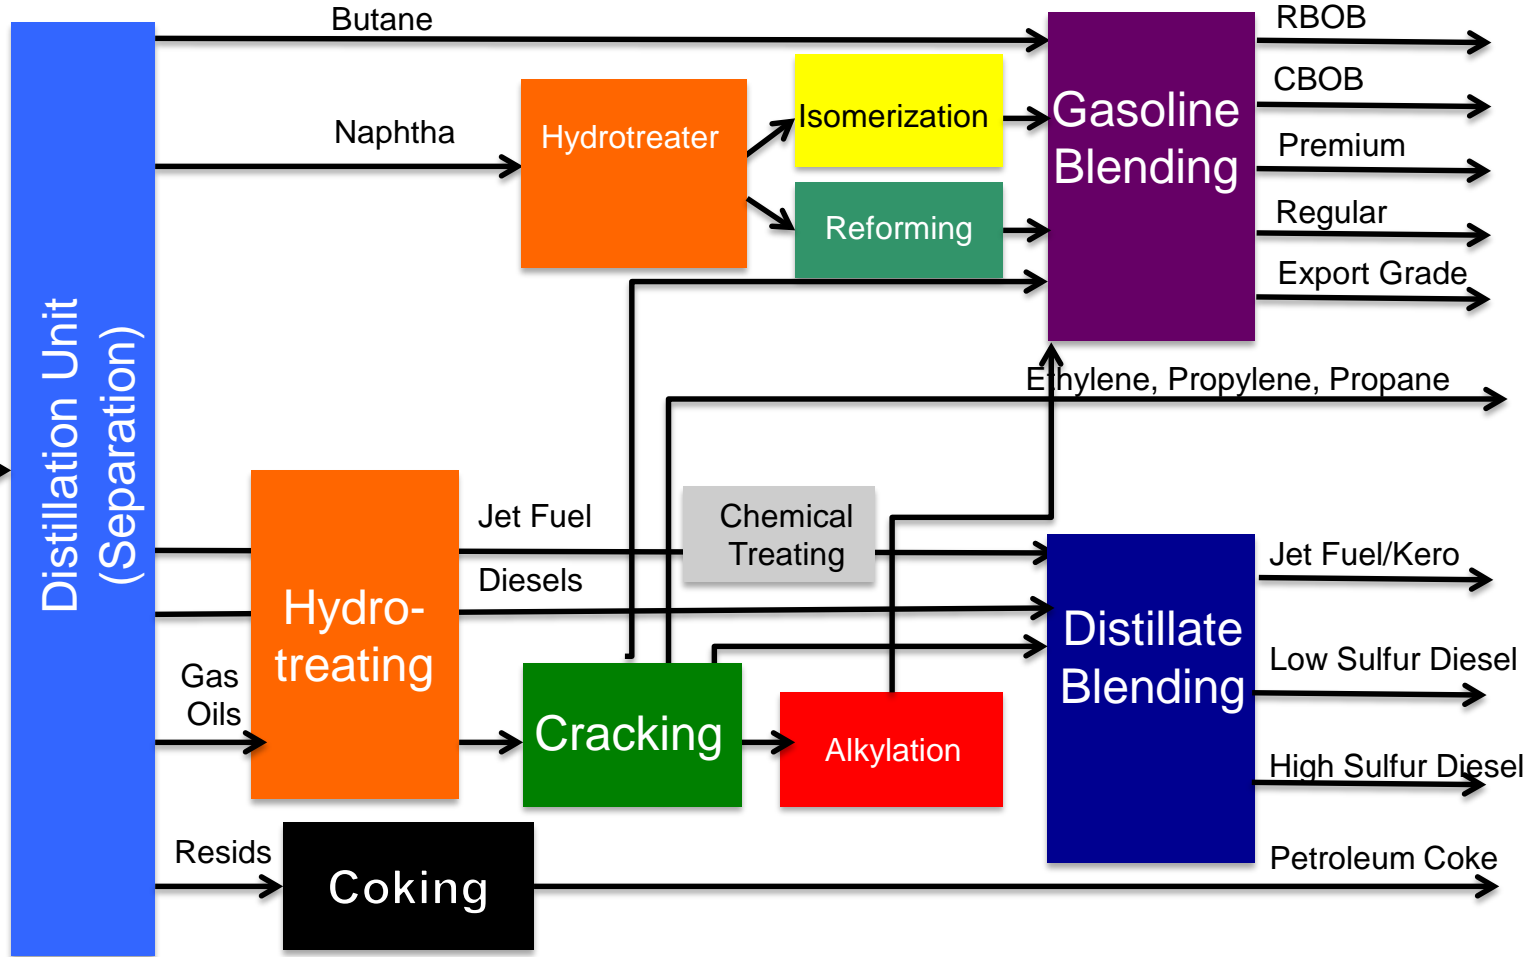 Butane
RBOB
CBOB
Isomerization
Gasoline
Blending
Naphtha
Hydrotreater
Premium
Reforming
Regular
Export Grade
Distillation Unit
(Separation)
Ethylene, Propylene, Propane
Jet Fuel
Chemical
Treating
Jet Fuel/Kero
Diesels
Hydro-
treating
Distillate
Blending
Low Sulfur Diesel
Gas
Oils
Cracking
Alkylation
High Sulfur Diesel
Resids
Coking
Petroleum Coke